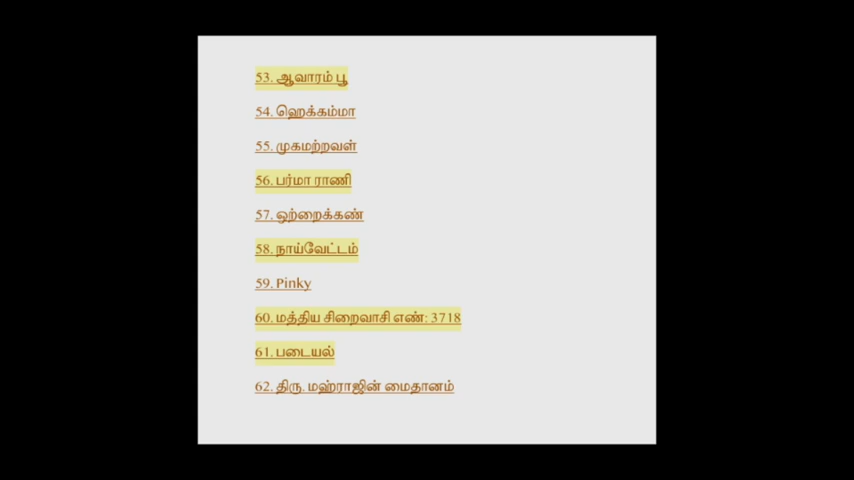 53. ஆவாரம் பூ
54. ஹெக்கம்மா
55. முகமற்றவள்
56. பர்மா ராணி
57. ஒற்றைக்கண்
58. நாய்வேட்டம்
59. Pinky
60. மத்திய சிறைவாசி எண்: 3718
61. படையல்
62. திரு. மஹ்ராஜின் மைதானம்